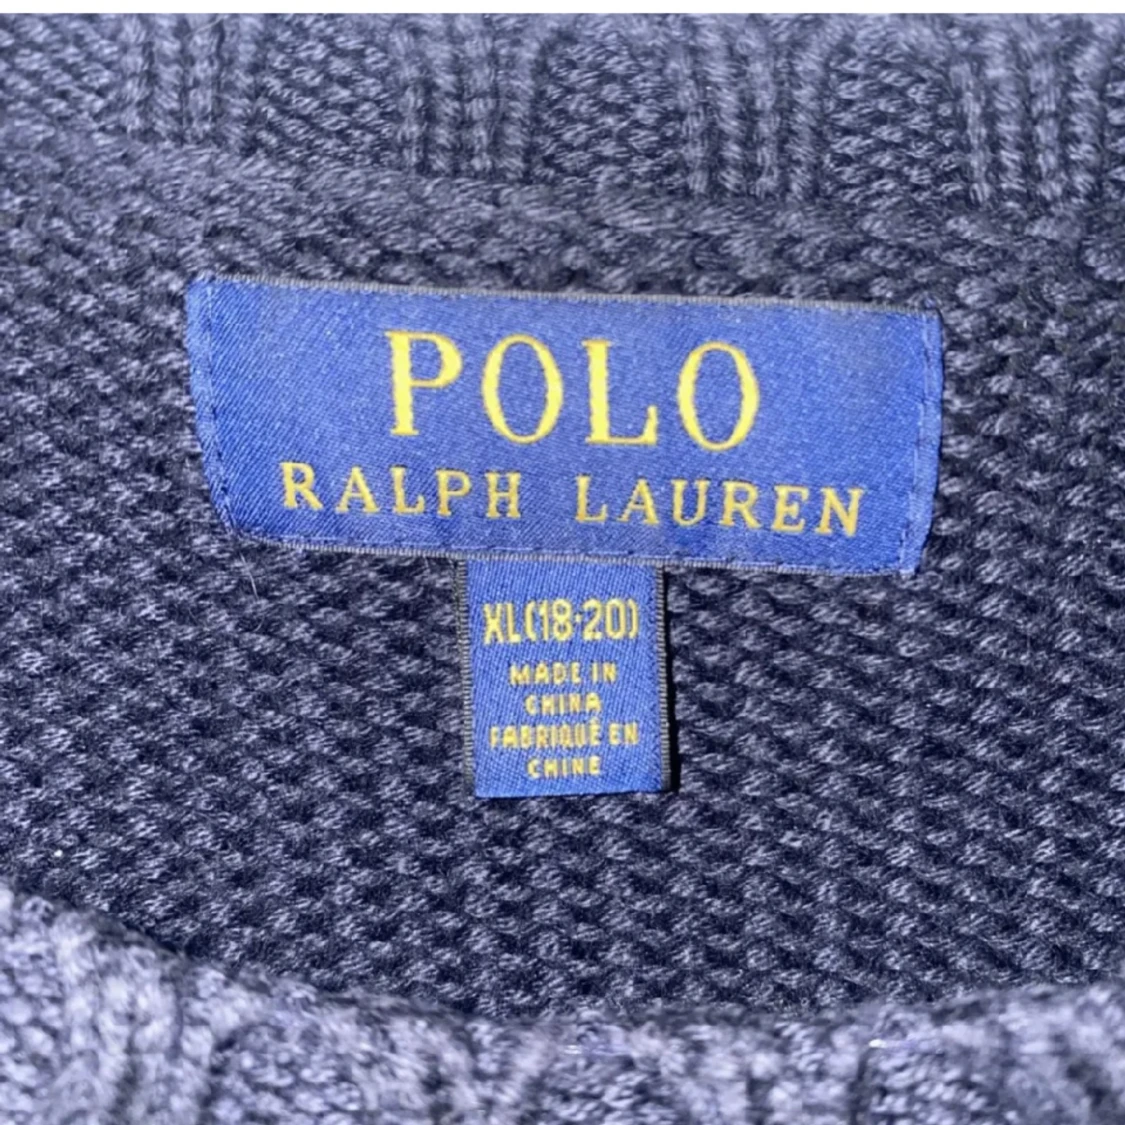 POLO
RALPH LAUREN
XL(18-20)
MADE IN
CHINA
FABRIQUÉ EN
CHINE